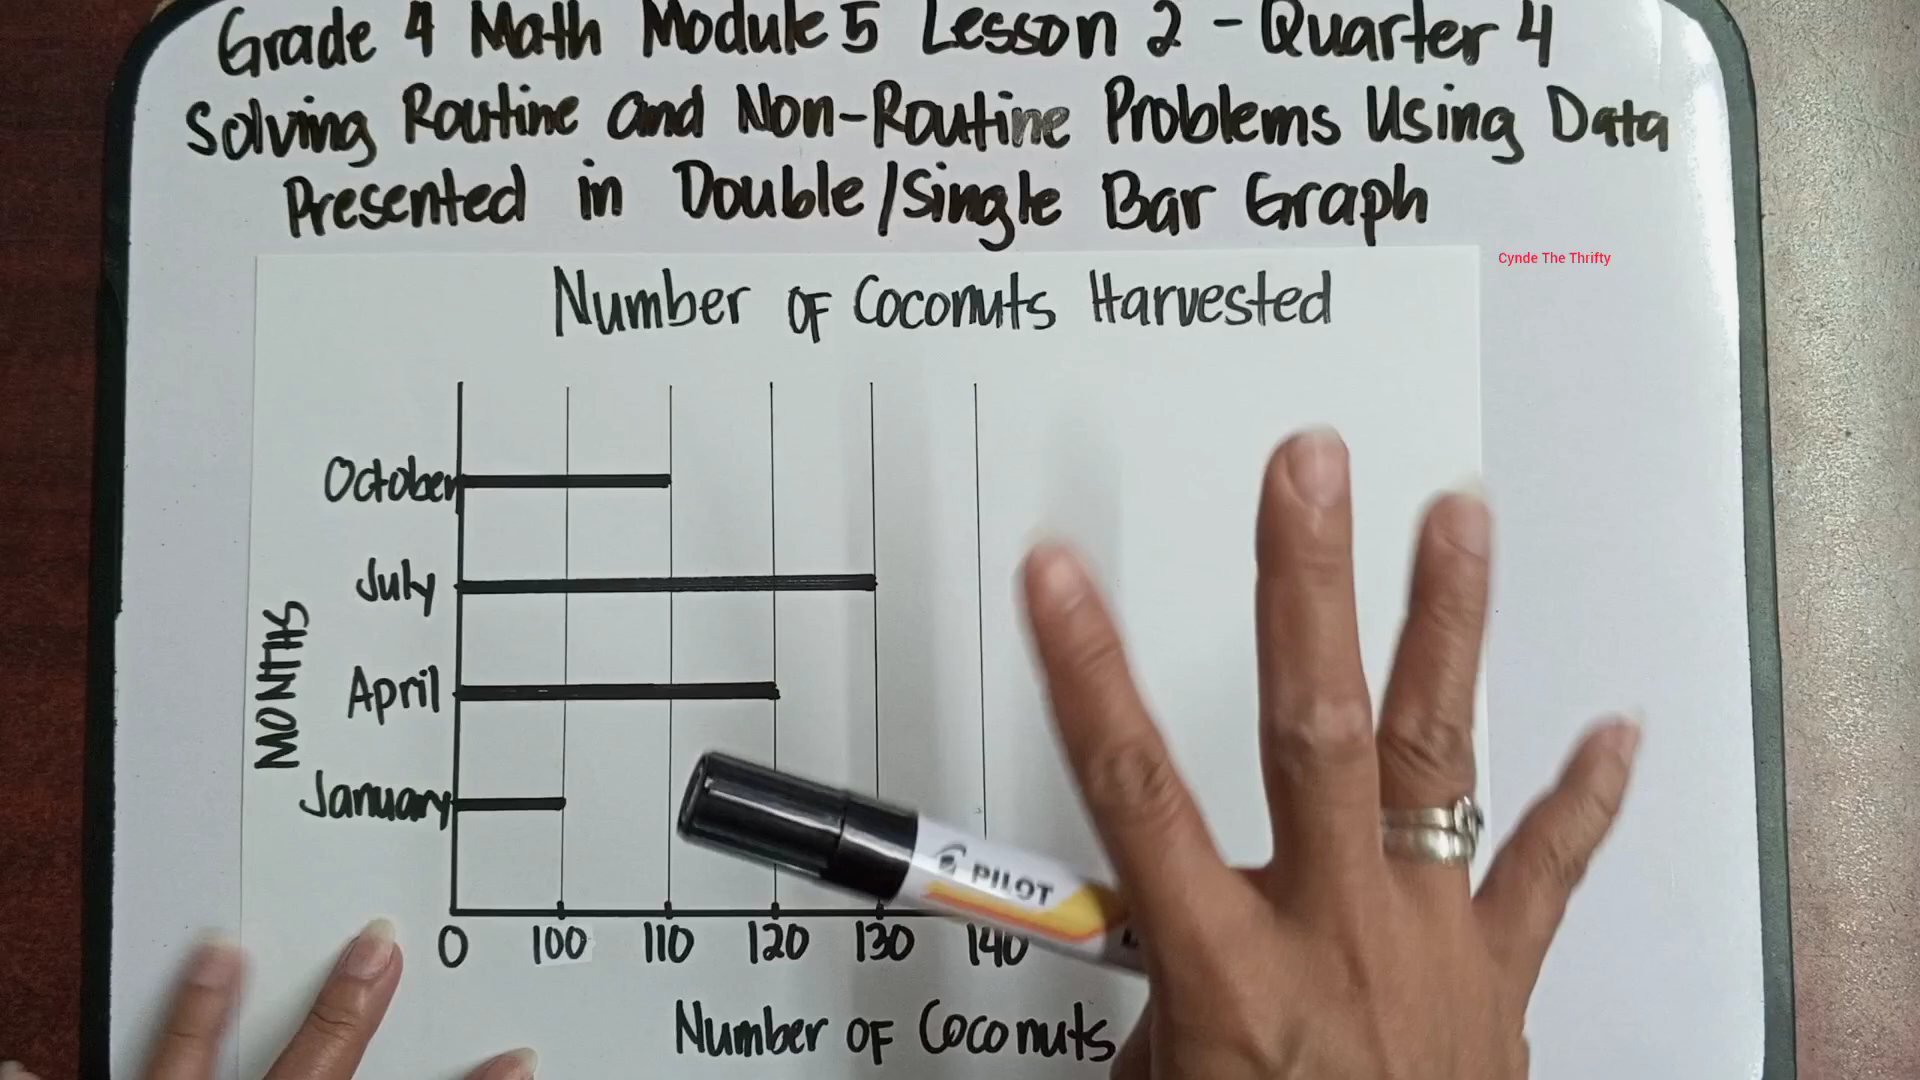 Grade 4 Math Module 5 Lesson 2 - Quarter 4
Solving Routine and Non-Routine Problems Using Data
Presented in Double/Single Bar Graph
Cynde The Thrifty
Number of Coconuts Harvested
October
July
April
January
MONTHS
PILOT
0 100 110 120 130 140
Number of Coconuts